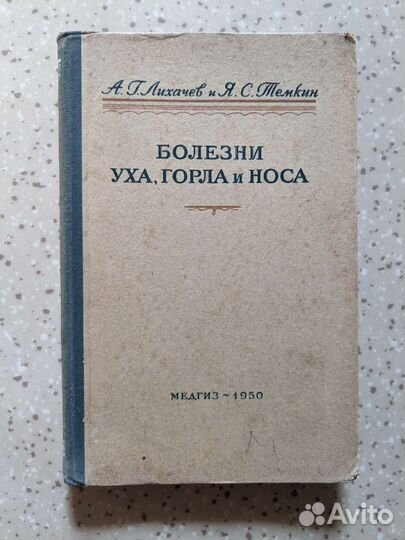 А. Г. Лихачев и Я. С. Темкин
БОЛЕЗНИ
УХА, ГОРЛА и НОСА
МЕДГИЗ ~ 1950
М
Avito